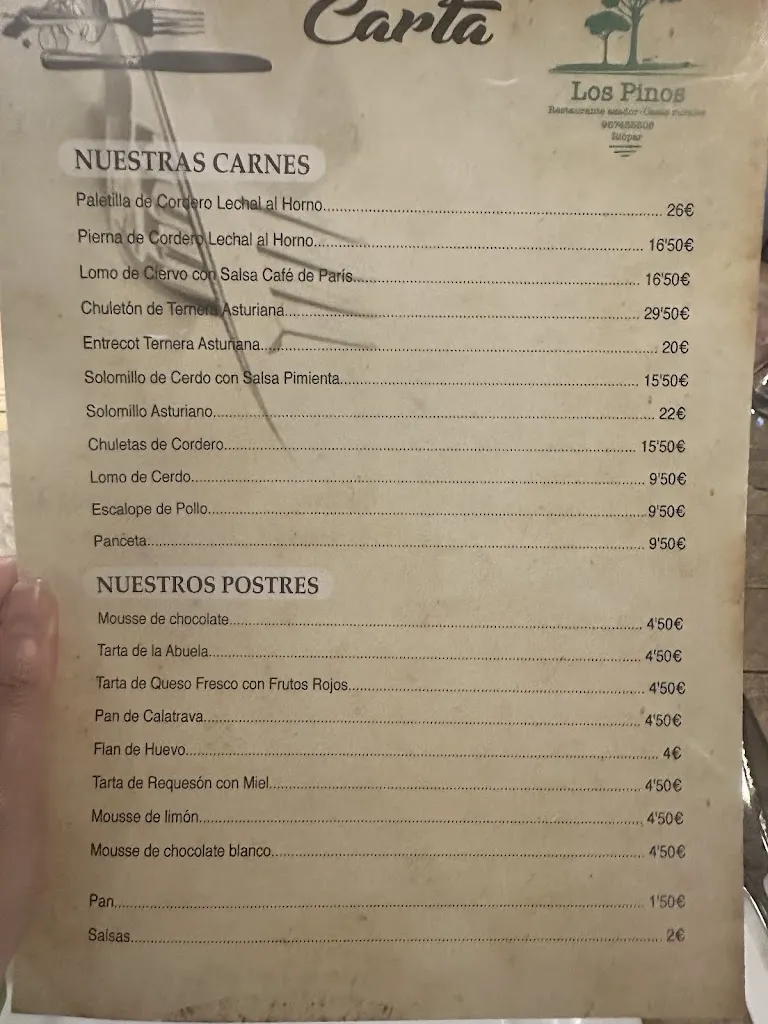 Carta
Los Pinos
Restaurante asador-Casas rurales
967455509
Riópar
NUESTRAS CARNES
Paletilla de Cordero Lechal al Horno 26€
Pierna de Cordero Lechal al Horno 16'50€
Lomo de Ciervo con Salsa Café de París 16'50€
Chuletón de Ternera Asturiana 29'50€
Entrecot Ternera Asturiana 20€
Solomillo de Cerdo con Salsa Pimienta 15'50€
Solomillo Asturiano 22€
Chuletas de Cordero 15'50€
Lomo de Cerdo 9'50€
Escalope de Pollo 9'50€
Panceta 9'50€
NUESTROS POSTRES
Mousse de chocolate 4'50€
Tarta de la Abuela 4'50€
Tarta de Queso Fresco con Frutos Rojos 4'50€
Pan de Calatrava 4'50€
Flan de Huevo 4€
Tarta de Requesón con Miel 4'50€
Mousse de limón 4'50€
Mousse de chocolate blanco 4'50€
Pan 1'50€
Salsas 2€